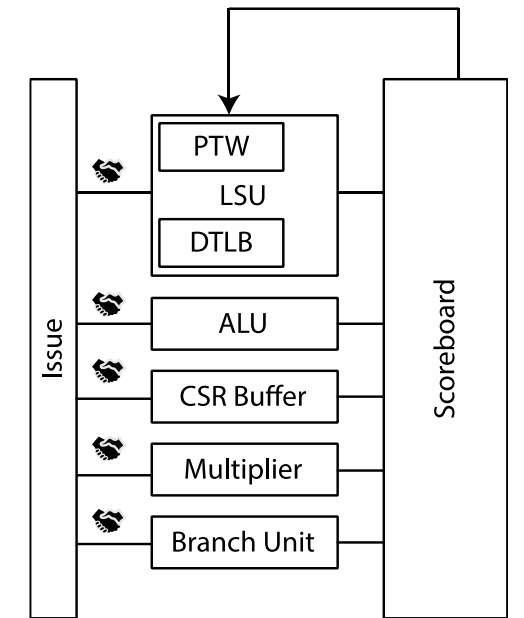 PTW
LSU
DTLB
ALU
CSR Buffer
Multiplier
Branch Unit
Issue
Scoreboard